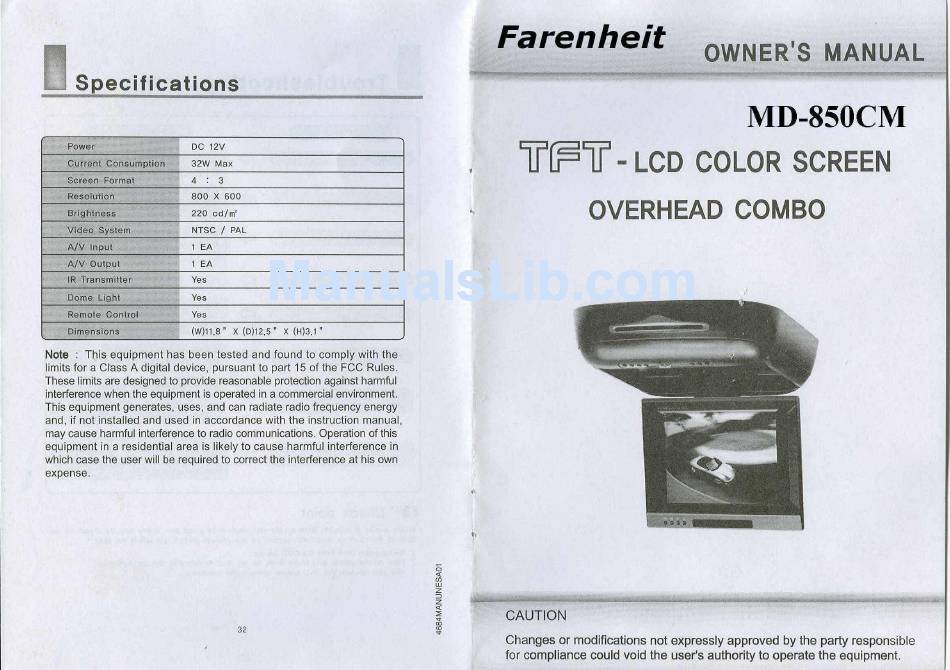 Specifications
Power DC 12V
Current Consumption 32W Max
Screen Format 4 : 3
Resolution 800 X 600
Brightness 220 cd/㎡
Video System NTSC / PAL
A/V Input 1 EA
A/V Output 1 EA
IR Transmitter Yes
Dome Light Yes
Remote Control Yes
Dimensions (W)11,8" X (D)12,5" X (H)3,1"
Note : This equipment has been tested and found to comply with the
limits for a Class A digital device, pursuant to part 15 of the FCC Rules.
These limits are designed to provide reasonable protection against harmful
interference when the equipment is operated in a commercial environment.
This equipment generates, uses, and can radiate radio frequency energy
and, if not installed and used in accordance with the instruction manual,
may cause harmful interference to radio communications. Operation of this
equipment in a residential area is likely to cause harmful interference in
which case the user will be required to correct the interference at his own
expense.
32
4684MANUNESA01
Farenheit
OWNER'S MANUAL
MD-850CM
TFT - LCD COLOR SCREEN
OVERHEAD COMBO
CAUTION
Changes or modifications not expressly approved by the party responsible
for compliance could void the user's authority to operate the equipment.
ManualsLib.com